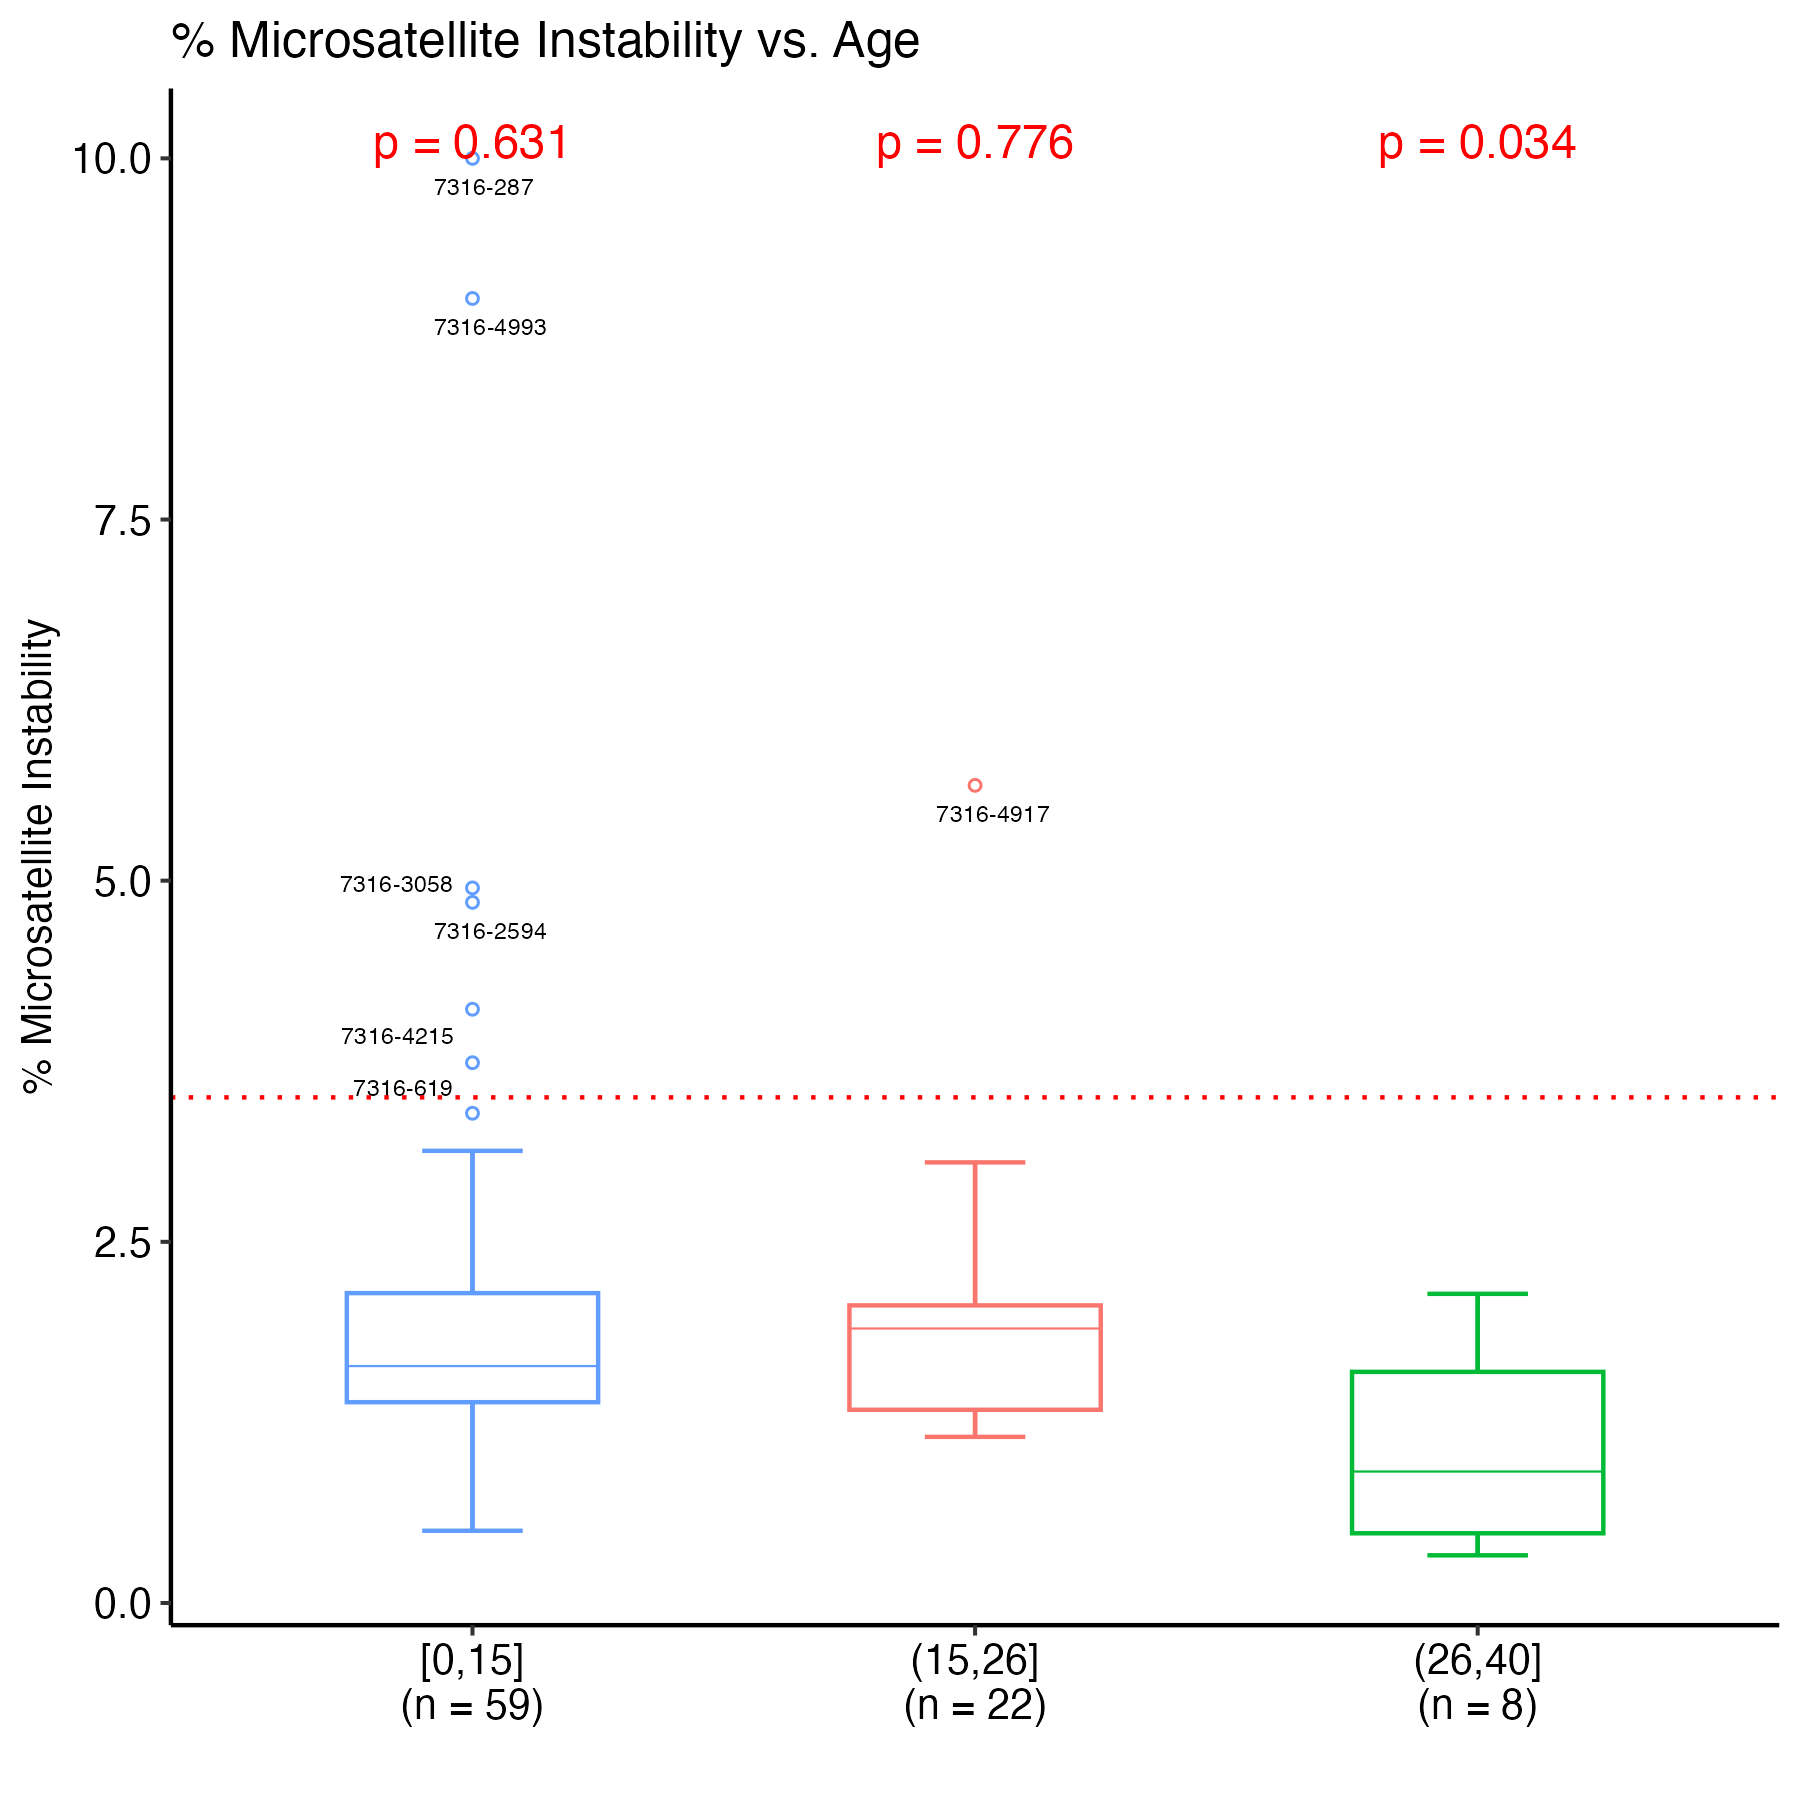 % Microsatellite Instability vs. Age
p = 0.631
p = 0.776
p = 0.034
10.0
7.5
5.0
2.5
0.0
% Microsatellite Instability
7316-287
7316-4993
7316-4917
7316-3058
7316-2594
7316-4215
7316-619
[0,15]
(n = 59)
(15,26]
(n = 22)
(26,40]
(n = 8)